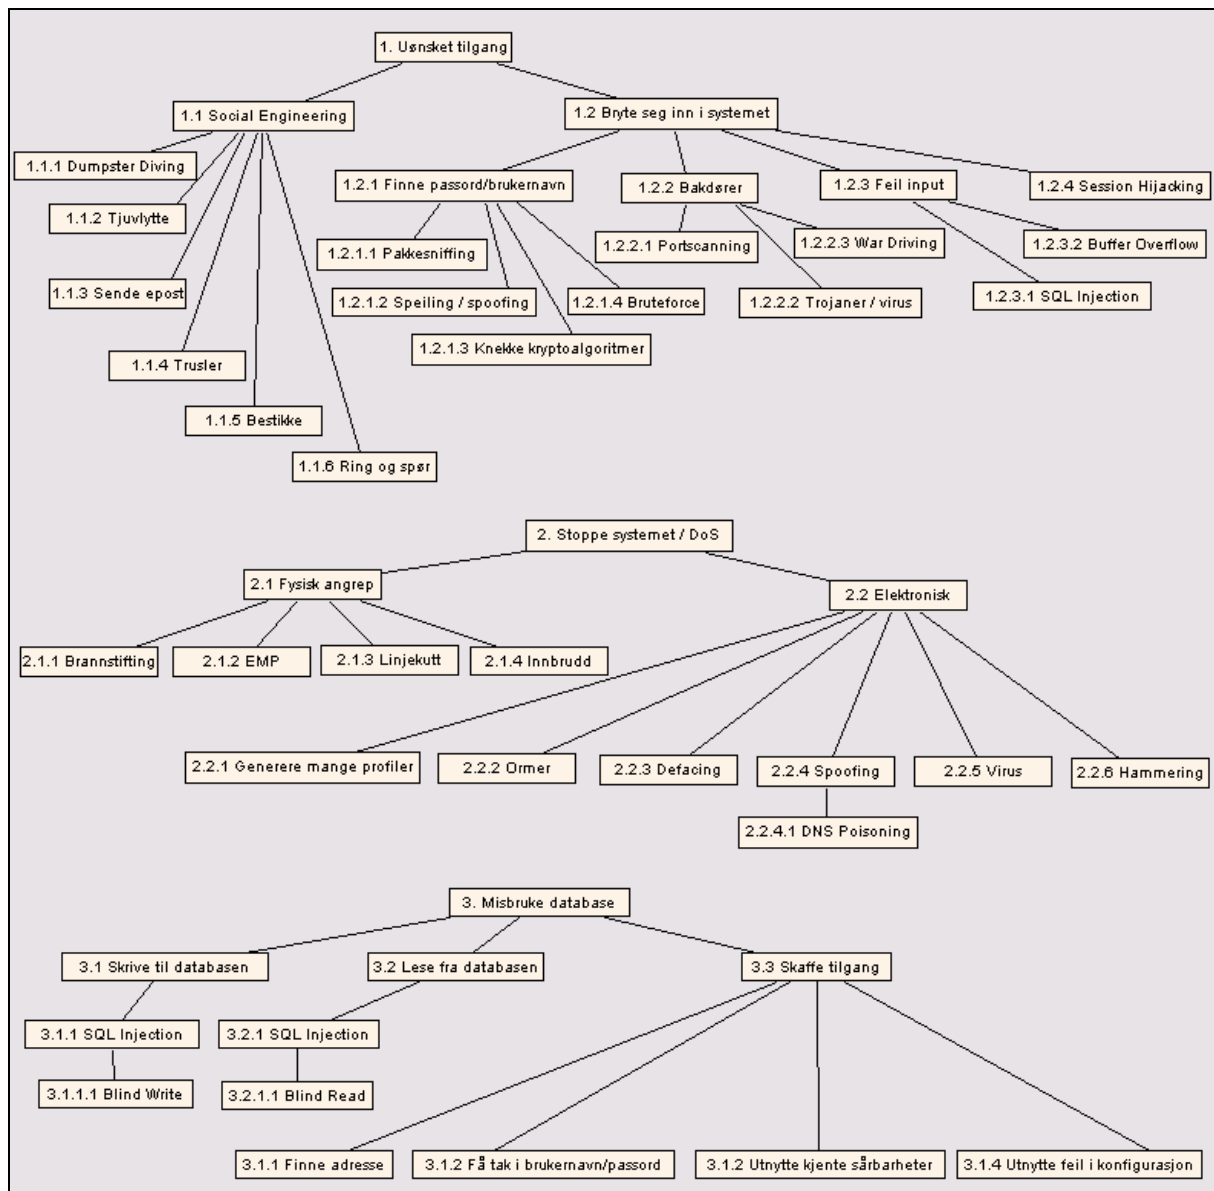 1. Uønsket tilgang
1.1 Social Engineering
1.2 Bryte seg inn i systemet
1.1.1 Dumpster Diving
1.2.1 Finne passord/brukernavn
1.2.2 Bakdører
1.2.3 Feil input
1.2.4 Session Hijacking
1.1.2 Tjuvlytte
1.2.1.1 Pakkesniffing
1.2.2.1 Portscanning
1.2.2.3 War Driving
1.2.3.2 Buffer Overflow
1.1.3 Sende epost
1.2.1.2 Speiling / spoofing
1.2.1.4 Bruteforce
1.2.2.2 Trojaner / virus
1.2.3.1 SQL Injection
1.2.1.3 Knekke kryptoalgoritmer
1.1.4 Trusler
1.1.5 Bestikke
1.1.6 Ring og spør
2. Stoppe systemet / DoS
2.1 Fysisk angrep
2.2 Elektronisk
2.1.1 Brannstifting
2.1.2 EMP
2.1.3 Linjekutt
2.1.4 Innbrudd
2.2.1 Generere mange profiler
2.2.2 Ormer
2.2.3 Defacing
2.2.4 Spoofing
2.2.5 Virus
2.2.6 Hammering
2.2.4.1 DNS Poisoning
3. Misbruke database
3.1 Skrive til databasen
3.2 Lese fra databasen
3.3 Skaffe tilgang
3.1.1 SQL Injection
3.2.1 SQL Injection
3.1.1.1 Blind Write
3.2.1.1 Blind Read
3.1.1 Finne adresse
3.1.2 Få tak i brukernavn/passord
3.1.2 Utnytte kjente sårbarheter
3.1.4 Utnytte feil i konfigurasjon